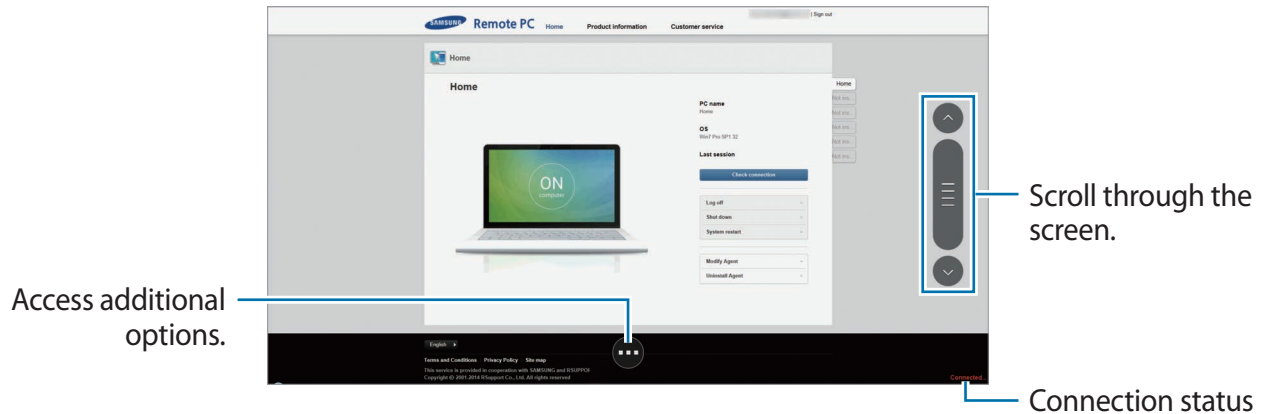 | Sign out
SAMSUNG Remote PC Home Product information Customer service
Home
Home
Home
PC name
Home
OS
Win7 Pro SP1 32
Last session
Check connection
ON
computer
Log off
Shut down
System restart
Modify Agent
Uninstall Agent
Scroll through the
screen.
Access additional
options.
English
Terms and Conditions Privacy Policy Site map
This service is provided in cooperation with SAMSUNG and RSUPPOR
Copyright © 2001-2014 RSupport Co., Ltd. All rights reserved
Connected
Connection status